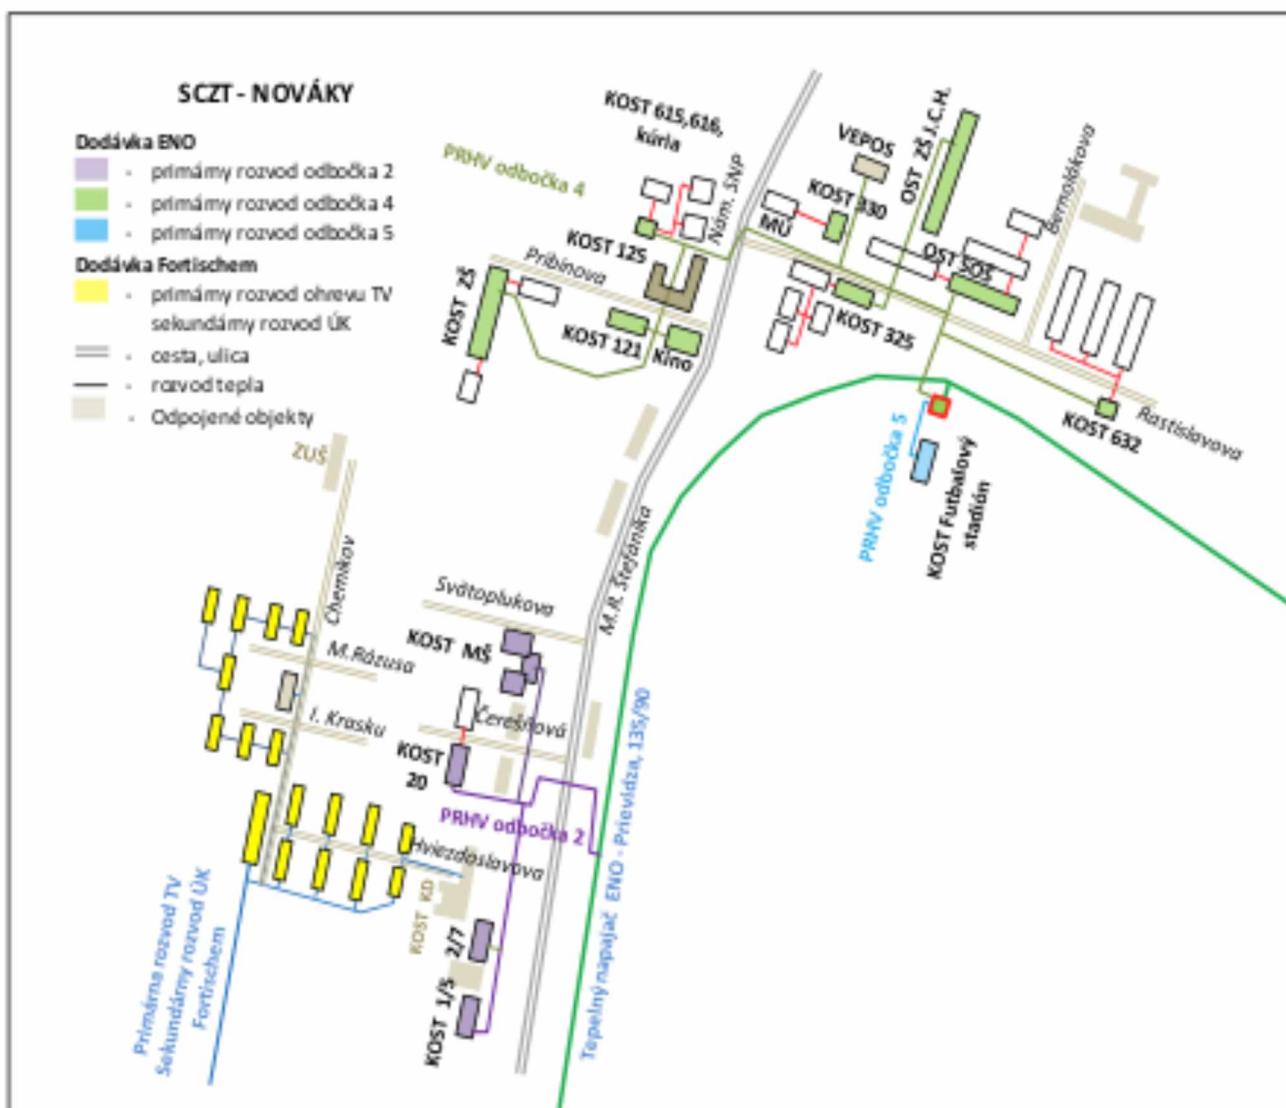 SCZT - NOVÁKY
Dodávka ENO
- primárny rozvod odbočka 2
- primárny rozvod odbočka 4
- primárny rozvod odbočka 5
Dodávka Fortischem
- primárny rozvod ohrevu TV
sekundárny rozvod ÚK
- cesta, ulica
- rozvod tepla
- Odpojené objekty
KOST 615,616,
kúria
PRHV odbočka 4
Nám. SNP
KOST 125
Pribinova
KOST ZŠ
KOST 121
Kino
VEPOS
KOST 330
MÚ
OST ZŠ J.C.H.
OST SOŠ
KOST 325
Bernolákova
Rastislavova
KOST 632
PRHV odbočka 5
KOST Futbalový
stadión
ZUŠ
Chemikov
M.R. Štefánika
Svätoplukova
KOST MŠ
M.Rázusa
I. Krasku
Čerešňová
KOST
20
PRHV odbočka 2
Hviezdoslavova
KOST KD
2/7
KOST 1/5
Tepelný napajač ENO - Prievidza, 135/90
Primárna rozvod TV
Sekundárny rozvod ÚK
Fortischem